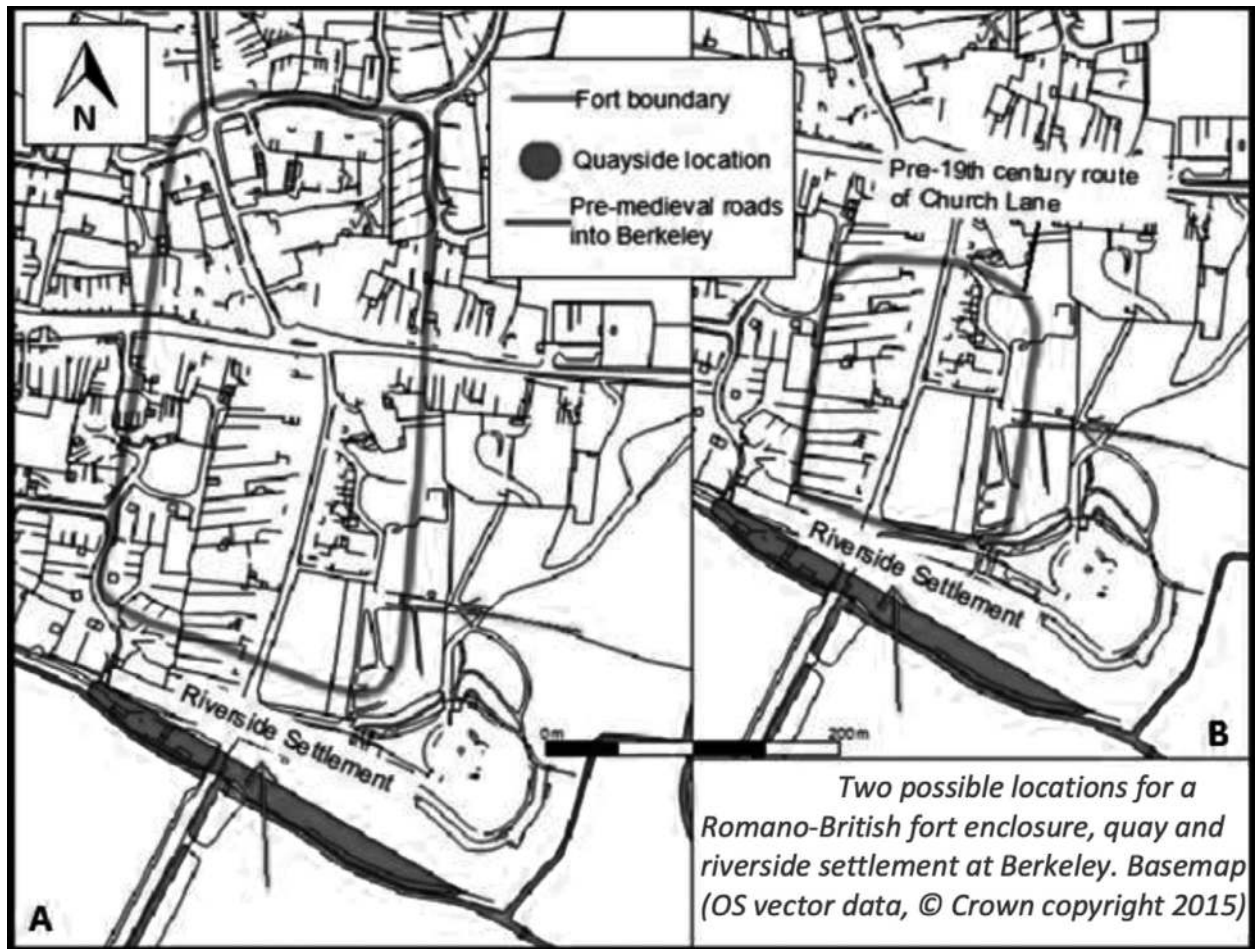 N
Fort boundary
Quayside location
Pre-medieval roads
into Berkeley
Pre-19th century route
of Church Lane
Riverside Settlement
Riverside Settlement
0m
200m
A
B
Two possible locations for a
Romano-British fort enclosure, quay and
riverside settlement at Berkeley. Basemap
(OS vector data, © Crown copyright 2015)